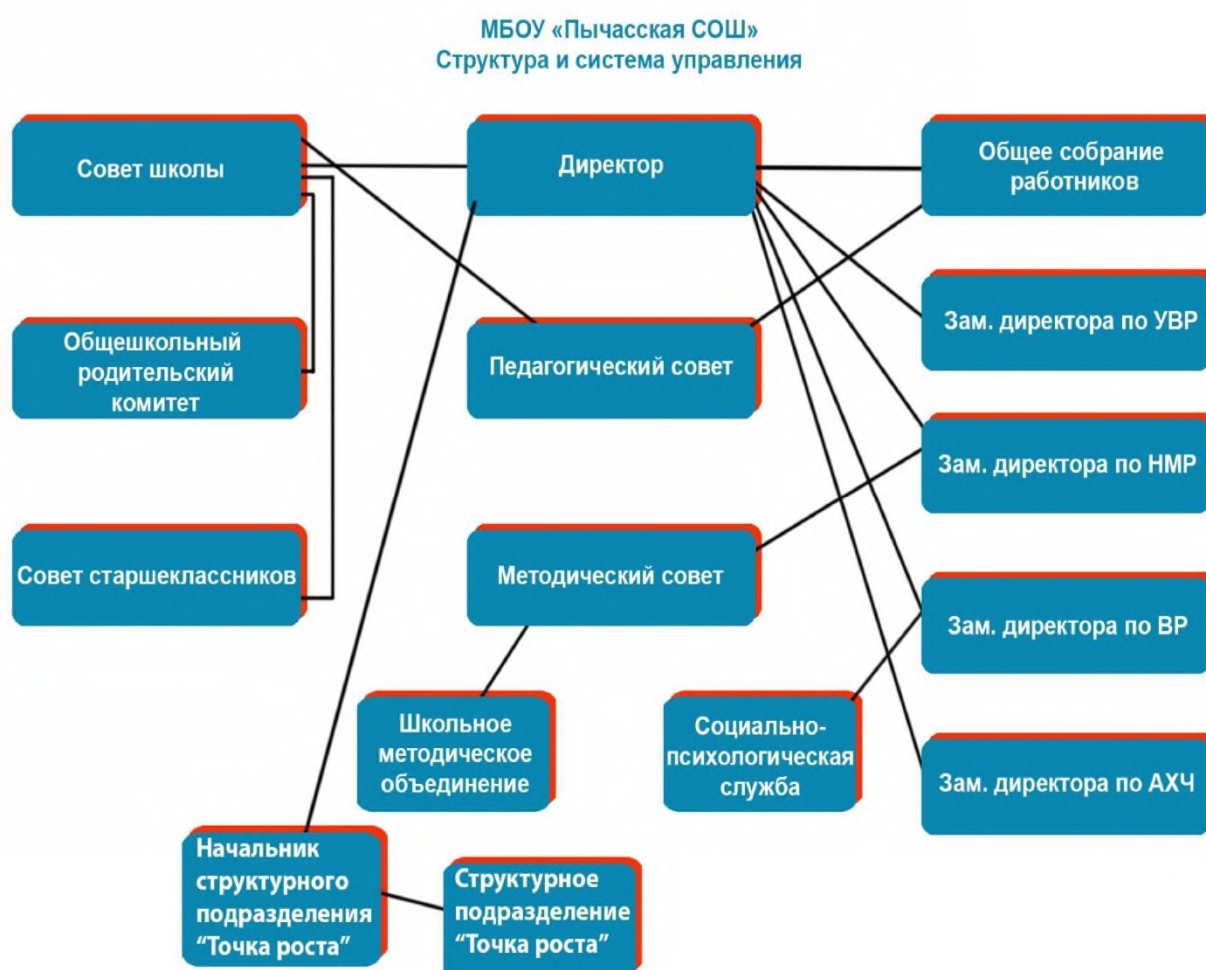 МБОУ «Пычасская СОШ»
Структура и система управления
Совет школы
Директор
Общее собрание
работников
Общешкольный
родительский
комитет
Педагогический совет
Зам. директора по УВР
Зам. директора по НМР
Совет старшеклассников
Методический совет
Зам. директора по ВР
Школьное
методическое
объединение
Социально-
психологическая
служба
Зам. директора по АХЧ
Начальник
структурного
подразделения
“Точка роста”
Структурное
подразделение
“Точка роста”